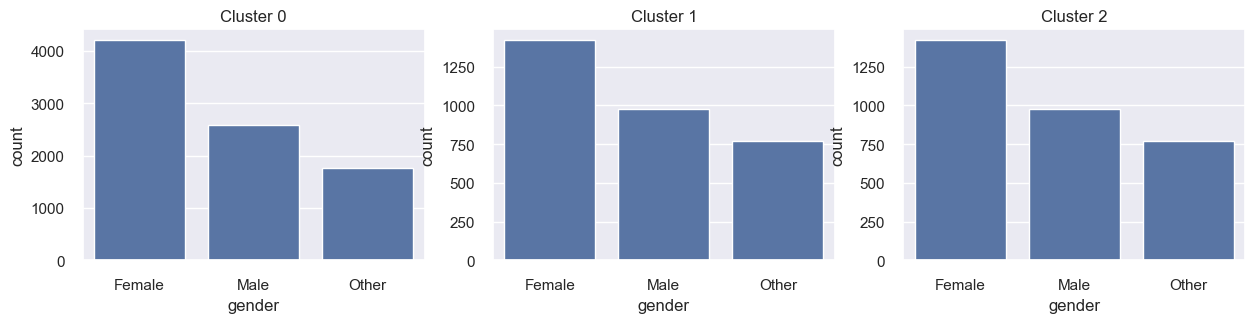 Cluster 0
4000
3000
2000
1000
0
count
Female Male Other
gender
Cluster 1
1250
1000
750
500
250
0
count
Female Male Other
gender
Cluster 2
1250
1000
750
500
250
0
count
Female Male Other
gender